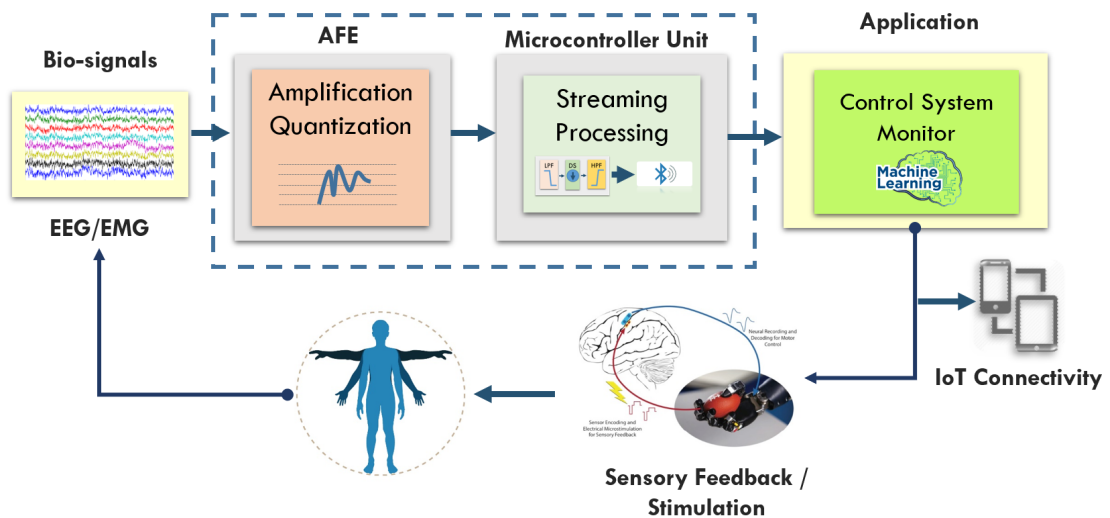 Bio-signals
EEG/EMG
AFE
Amplification
Quantization
Microcontroller Unit
Streaming
Processing
LPF
DS
HPF
Application
Control System
Monitor
Machine
Learning
IoT Connectivity
Neural Recording and
Decoding for Motor
Control
Sensor Encoding and
Electrical Microstimulation
for Sensory Feedback
Sensory Feedback /
Stimulation